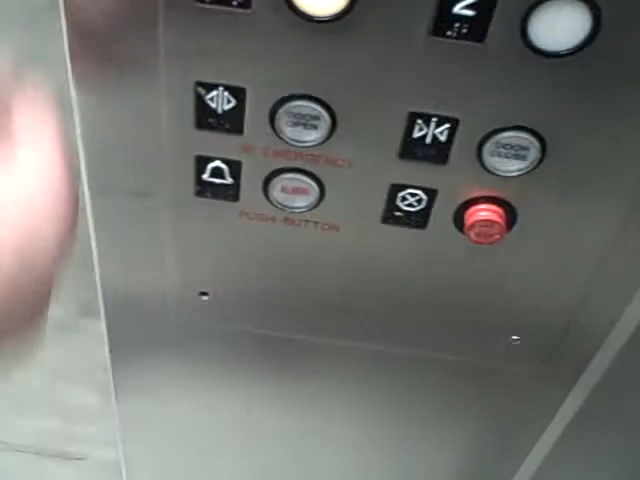 2
DOOR OPEN
DOOR CLOSE
IN EMERGENCY
ALARM
PUSH BUTTON